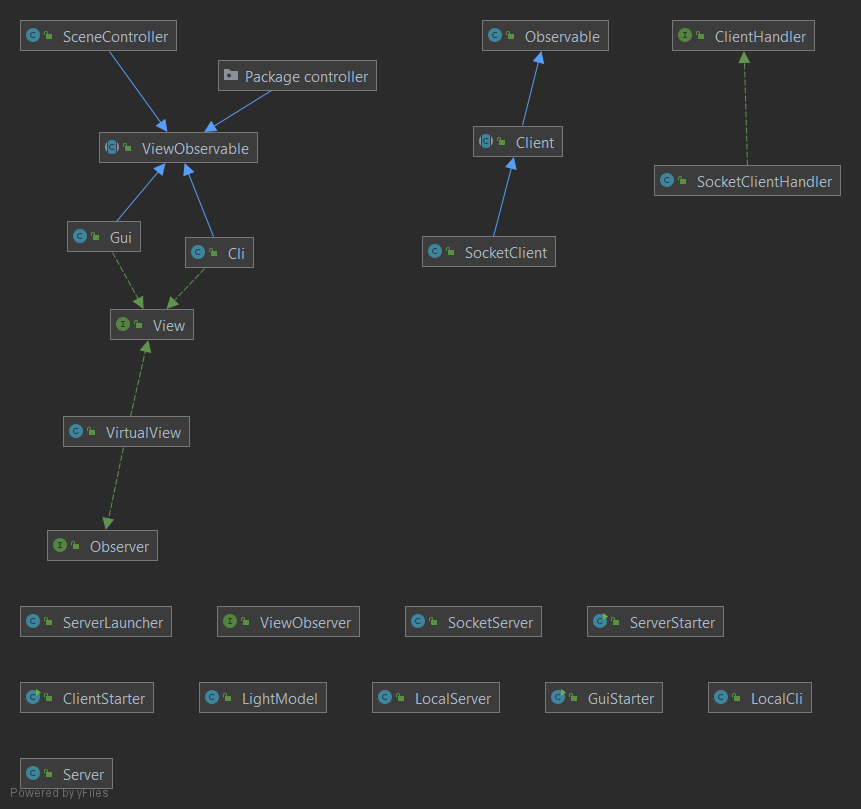 SceneController
Observable
ClientHandler
Package controller
ViewObservable
Client
SocketClientHandler
Gui
Cli
SocketClient
View
VirtualView
Observer
ServerLauncher
ViewObserver
SocketServer
ServerStarter
ClientStarter
LightModel
LocalServer
GuiStarter
LocalCli
Server
Powered by yFiles